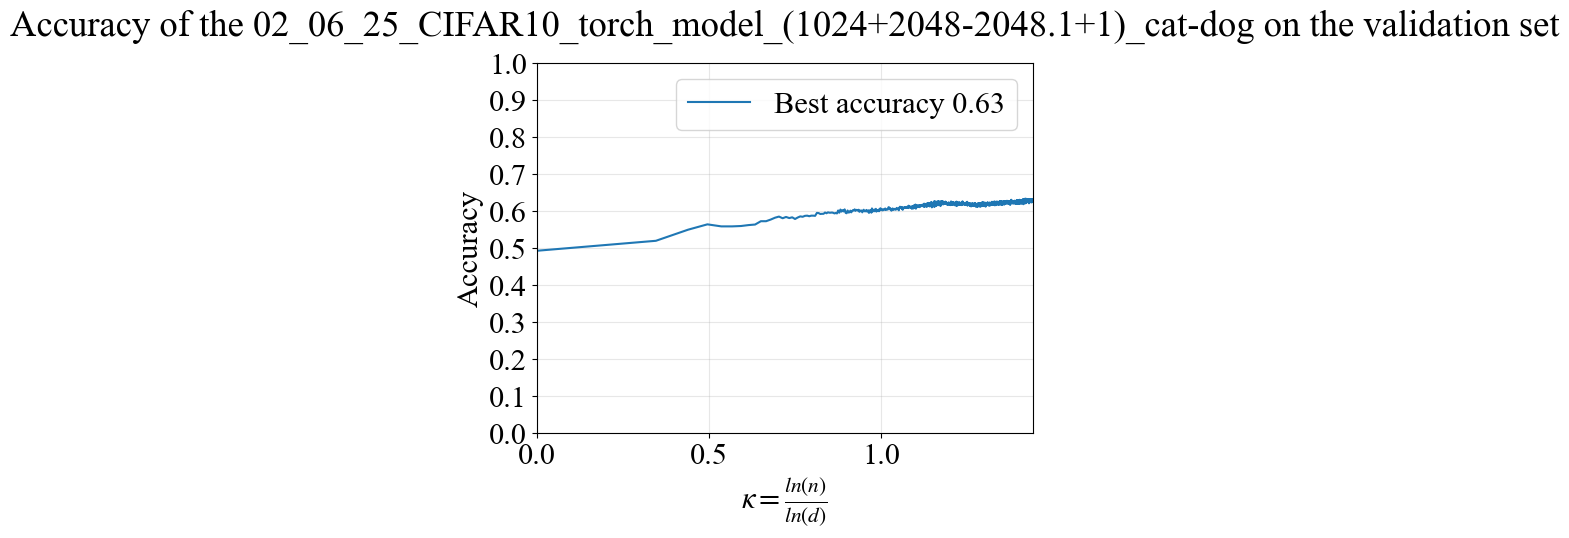 Accuracy of the 02_06_25_CIFAR10_torch_model_(1024+2048-2048.1+1)_cat-dog on the validation set
Best accuracy 0.63
Accuracy
1.0
0.9
0.8
0.7
0.6
0.5
0.4
0.3
0.2
0.1
0.0
0.0 0.5 1.0
κ = ln(n) / ln(d)